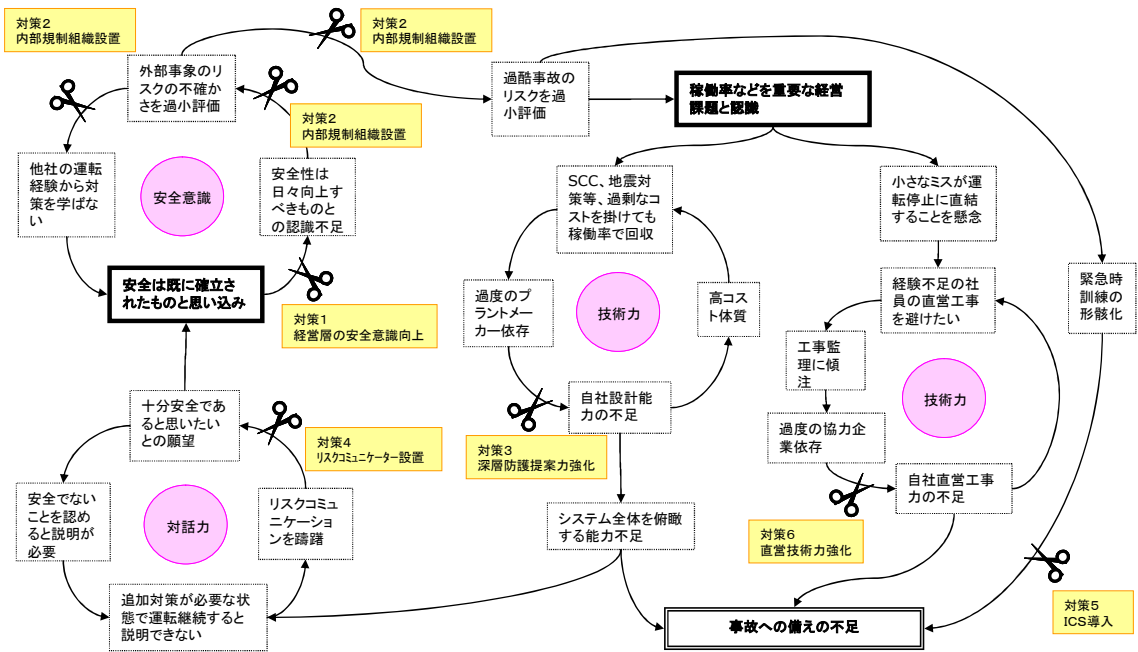 対策2
内部規制組織設置
対策2
内部規制組織設置
外部事象のリ
スクの不確か
さを過小評価
過酷事故の
リスクを過
小評価
稼働率などを重要な経営
課題と認識
対策2
内部規制組織設置
他社の運転
経験から対
策を学ばな
い
安全意識
安全性は
日々向上す
べきものと
の認識不足
SCC、地震対
策等、過剰なコ
ストを掛けても
稼働率で回収
小さなミスが運
転停止に直結
することを懸念
安全は既に確立さ
れたものと思い込み
対策1
経営層の安全意識向上
過度のプ
ラントメー
カー依存
技術力
高コス
ト体質
経験不足の社
員の直営工事
を避けたい
緊急時
訓練の
形骸化
工事監
理に傾
注
技術力
十分安全であ
ると思いたい
との願望
対策4
リスクコミュニケーター設置
自社設計能
力の不足
対策3
深層防護提案力強化
過度の協力企
業依存
自社直営工事
力の不足
安全でない
ことを認め
ると説明が
必要
対話力
リスクコミュ
ニケーショ
ンを躊躇
システム全体を俯瞰
する能力不足
対策6
直営技術力強化
追加対策が必要な状
態で運転継続すると
説明できない
事故への備えの不足
対策5
ICS導入